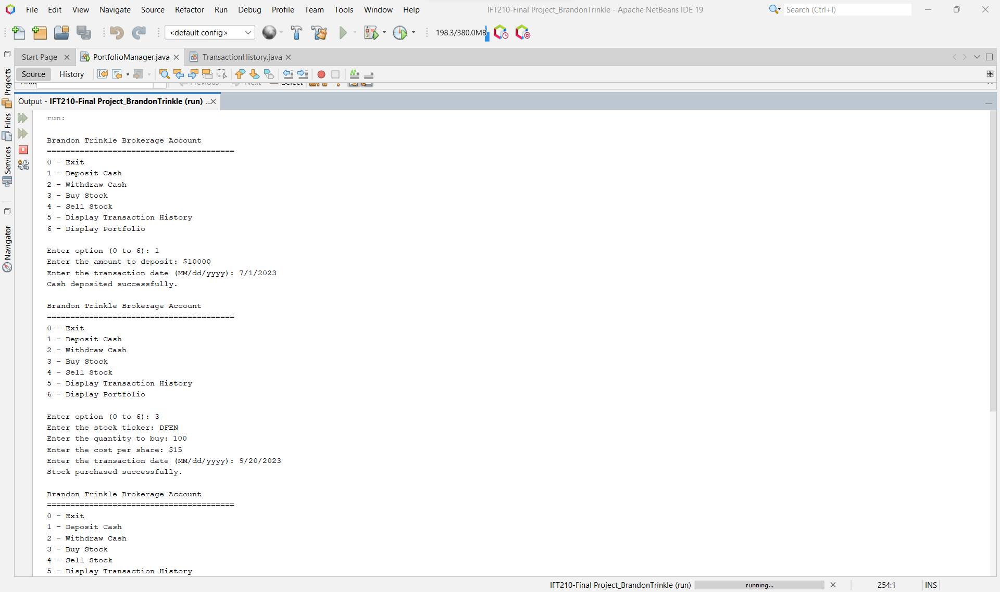 File Edit View Navigate Source Refactor Run Debug Profile Team Tools Window Help
IFT210-Final Project_BrandonTrinkle - Apache NetBeans IDE 19
Search (Ctrl+I)
<default config>
198.3/380.0MB
Start Page
PortfolioManager.java
TransactionHistory.java
Source History
Previous Next Select
Projects
Files
Services
Navigator
Output - IFT210-Final Project_BrandonTrinkle (run) ...
run:
Brandon Trinkle Brokerage Account
========================================
0 - Exit
1 - Deposit Cash
2 - Withdraw Cash
3 - Buy Stock
4 - Sell Stock
5 - Display Transaction History
6 - Display Portfolio
Enter option (0 to 6): 1
Enter the amount to deposit: $10000
Enter the transaction date (MM/dd/yyyy): 7/1/2023
Cash deposited successfully.
Brandon Trinkle Brokerage Account
========================================
0 - Exit
1 - Deposit Cash
2 - Withdraw Cash
3 - Buy Stock
4 - Sell Stock
5 - Display Transaction History
6 - Display Portfolio
Enter option (0 to 6): 3
Enter the stock ticker: DFEN
Enter the quantity to buy: 100
Enter the cost per share: $15
Enter the transaction date (MM/dd/yyyy): 9/20/2023
Stock purchased successfully.
Brandon Trinkle Brokerage Account
========================================
0 - Exit
1 - Deposit Cash
2 - Withdraw Cash
3 - Buy Stock
4 - Sell Stock
5 - Display Transaction History
IFT210-Final Project_BrandonTrinkle (run)
running...
254:1
INS